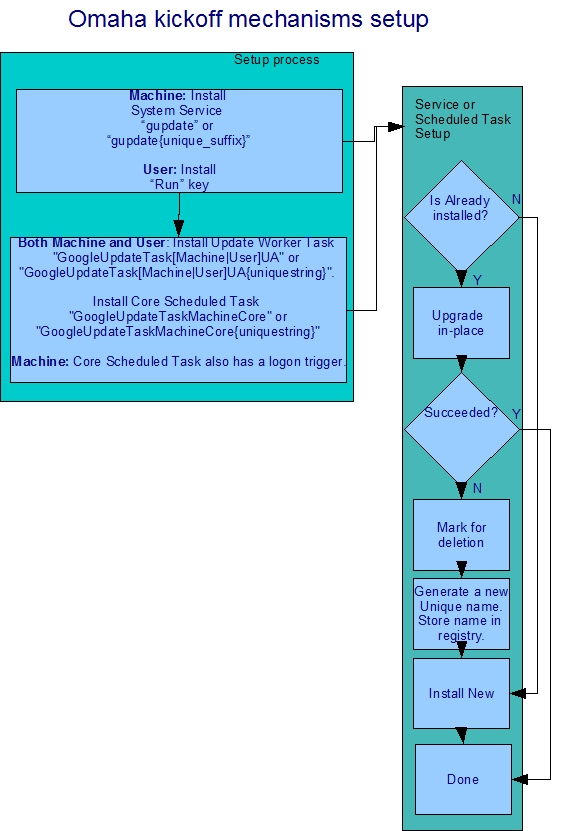 Omaha kickoff mechanisms setup
Setup process
Machine: Install
System Service
“gupdate” or
“gupdate{unique_suffix}”
User: Install
“Run” key
Both Machine and User: Install Update Worker Task
"GoogleUpdateTask[Machine|User]UA" or
"GoogleUpdateTask[Machine|User]UA{uniquestring}".
Install Core Scheduled Task
"GoogleUpdateTaskMachineCore" or
"GoogleUpdateTaskMachineCore{uniquestring}"
Machine: Core Scheduled Task also has a logon trigger.
Service or
Scheduled Task
Setup
Is Already
installed?
N
Y
Upgrade
in-place
Succeeded?
Y
N
Mark for
deletion
Generate a new
Unique name.
Store name in
registry.
Install New
Done